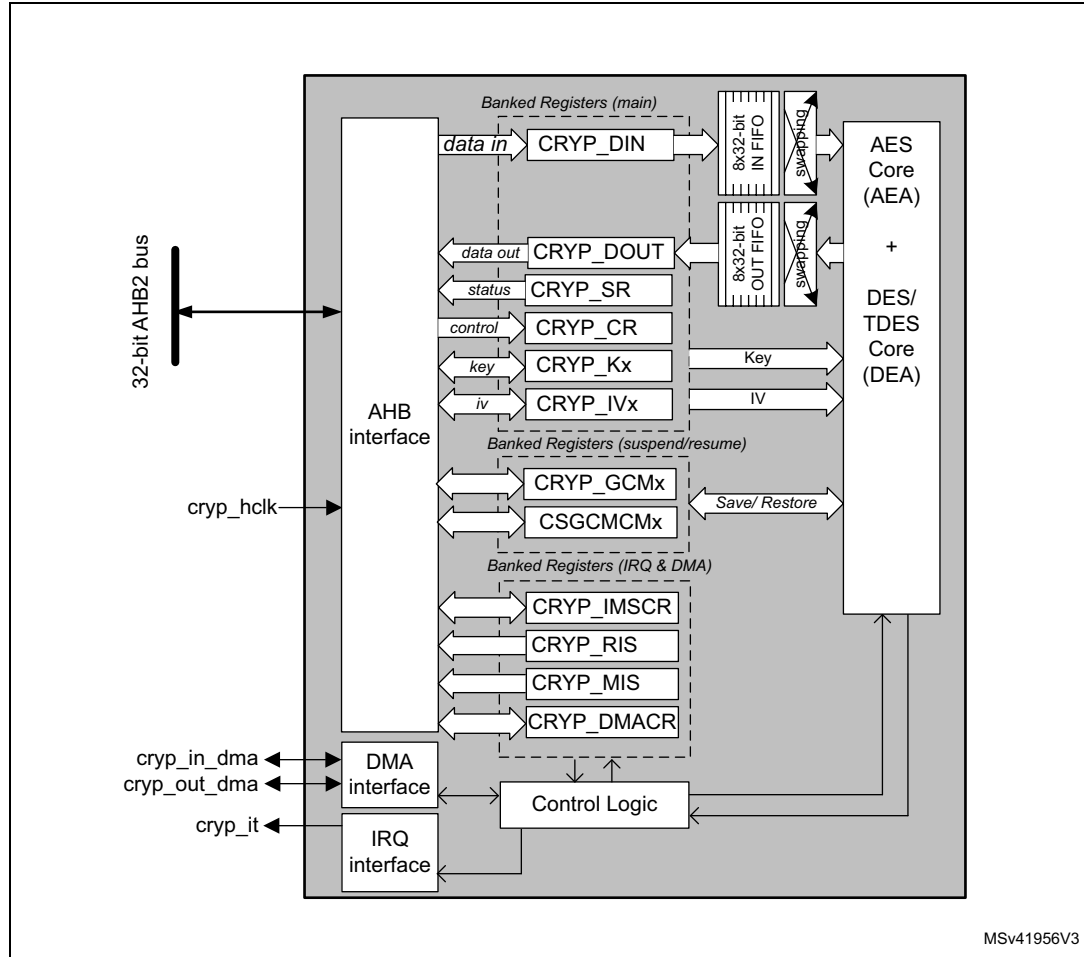 Banked Registers (main)
data in
CRYP_DIN
8x32-bit
IN FIFO
swapping
AES
Core
(AEA)
+
DES/
TDES
Core
(DEA)
data out
CRYP_DOUT
8x32-bit
OUT FIFO
swapping
status
CRYP_SR
control
CRYP_CR
key
CRYP_Kx
Key
iv
CRYP_IVx
IV
32-bit AHB2 bus
AHB
interface
Banked Registers (suspend/resume)
CRYP_GCMx
CSGCMCMx
Save/ Restore
cryp_hclk
Banked Registers (IRQ & DMA)
CRYP_IMSCR
CRYP_RIS
CRYP_MIS
CRYP_DMACR
cryp_in_dma
cryp_out_dma
DMA
interface
Control Logic
cryp_it
IRQ
interface
MSv41956V3